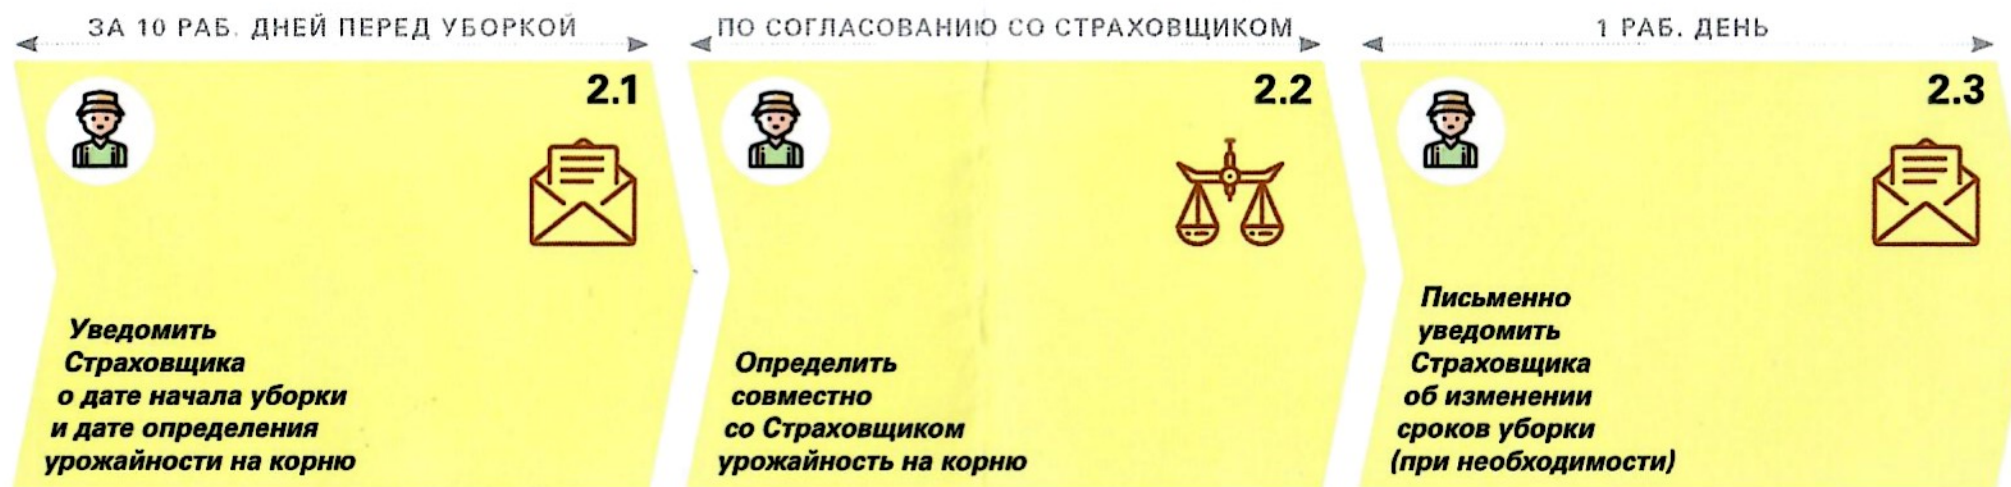 ЗА 10 РАБ. ДНЕЙ ПЕРЕД УБОРКОЙ
2.1
Уведомить
Страховщика
о дате начала уборки
и дате определения
урожайности на корню
ПО СОГЛАСОВАНИЮ СО СТРАХОВЩИКОМ
2.2
Определить
совместно
со Страховщиком
урожайность на корню
1 РАБ. ДЕНЬ
2.3
Письменно
уведомить
Страховщика
об изменении
сроков уборки
(при необходимости)